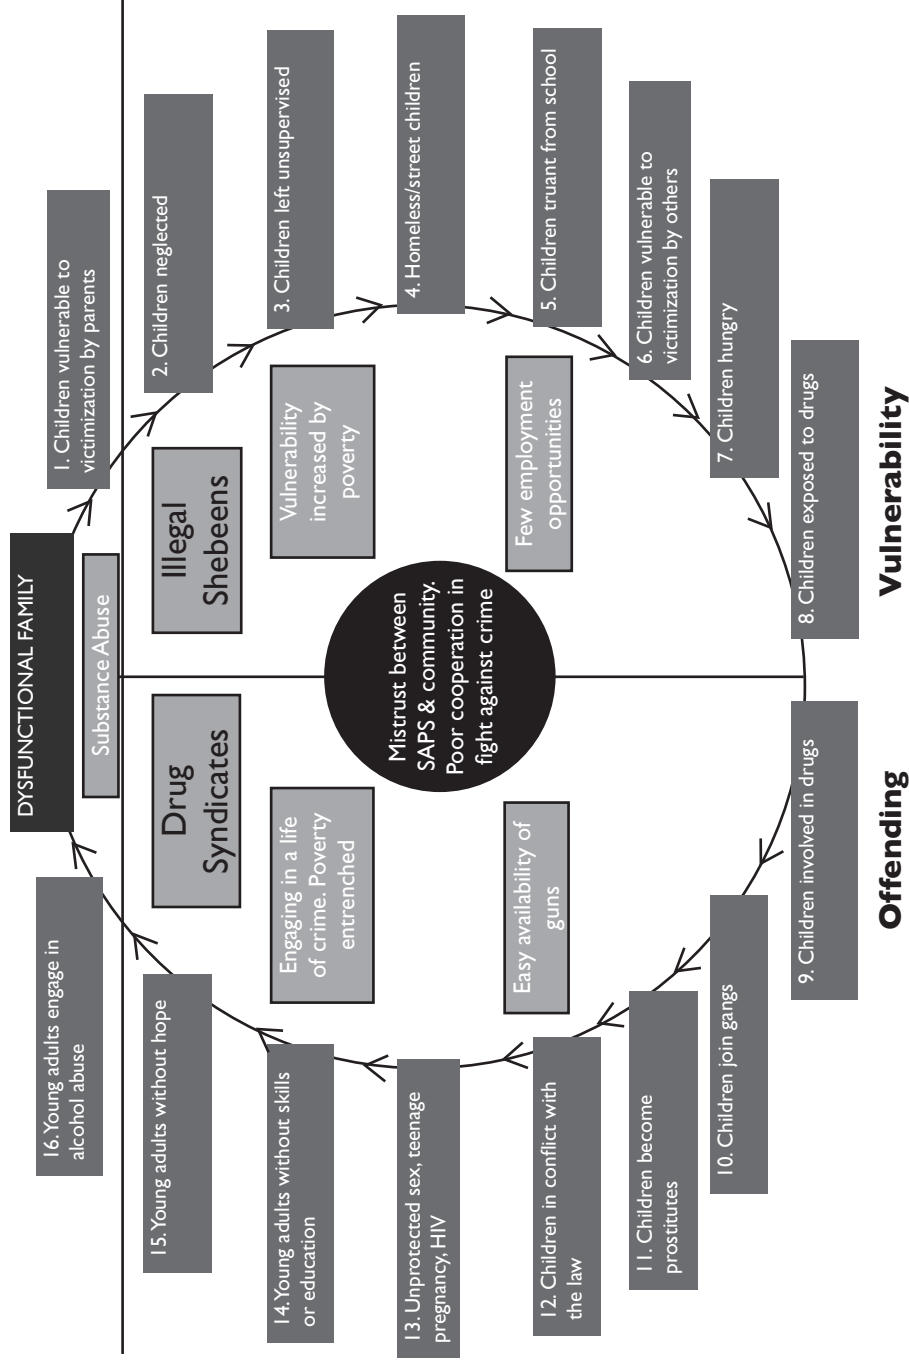 DYSFUNCTIONAL FAMILY
Substance Abuse
1. Children vulnerable to
victimization by parents
2. Children neglected
3. Children left unsupervised
4. Homeless/street children
5. Children truant from school
6. Children vulnerable to
victimization by others
7. Children hungry
8. Children exposed to drugs
9. Children involved in drugs
10. Children join gangs
11. Children become
prostitutes
12. Children in conflict with
the law
13. Unprotected sex, teenage
pregnancy, HIV
14. Young adults without skills
or education
15. Young adults without hope
16. Young adults engage in
alcohol abuse
Drug
Syndicates
Illegal
Shebeens
Engaging in a life
of crime. Poverty
entrenched
Vulnerability
increased by
poverty
Mistrust between
SAPS & community.
Poor cooperation in
fight against crime
Easy availability of
guns
Few employment
opportunities
Offending
Vulnerability